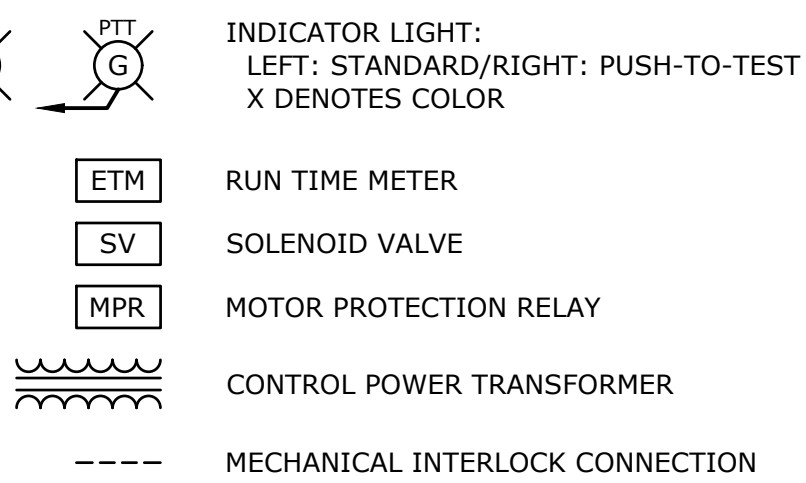 PTT
G
INDICATOR LIGHT:
LEFT: STANDARD/RIGHT: PUSH-TO-TEST
X DENOTES COLOR
ETM RUN TIME METER
SV SOLENOID VALVE
MPR MOTOR PROTECTION RELAY
CONTROL POWER TRANSFORMER
MECHANICAL INTERLOCK CONNECTION